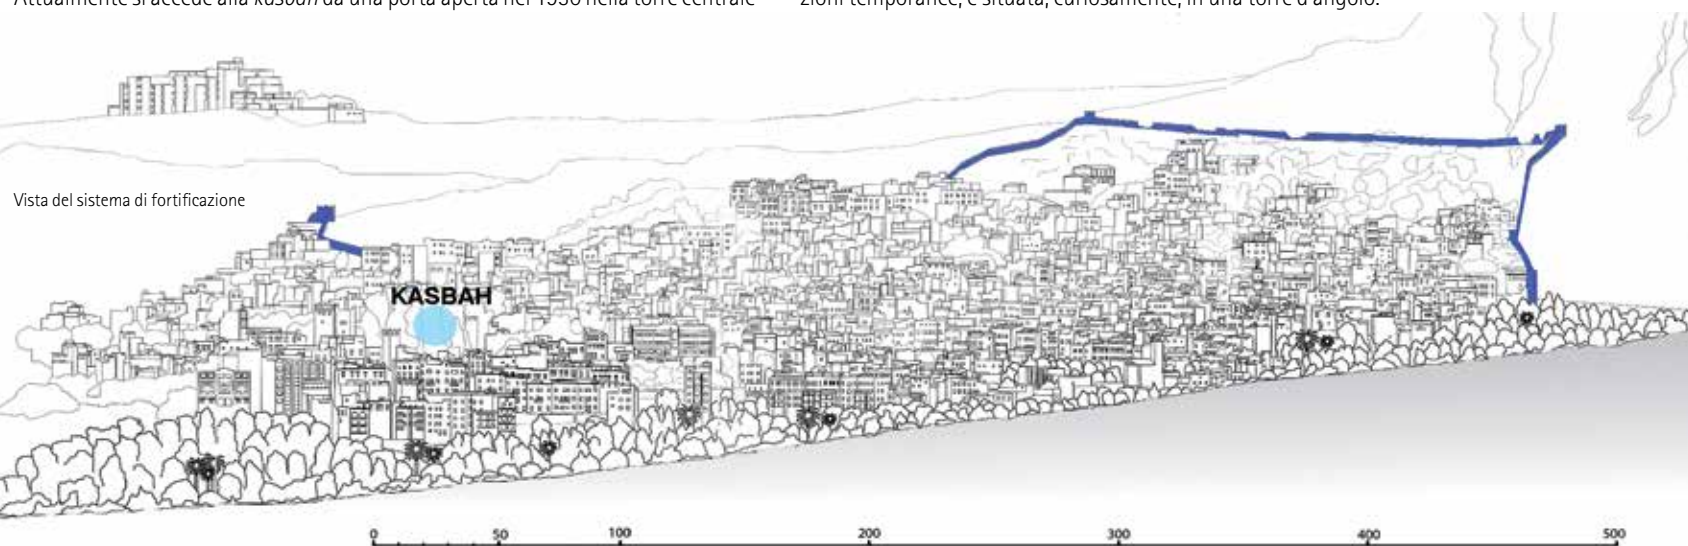 Attualmente si accede alla kasbah da una porta aperta nel 1930 nella torre centrale
zioni temporanee, è situata, curiosamente, in una torre d'angolo.
Vista del sistema di fortificazione
KASBAH
0 50 100 200 300 400 500